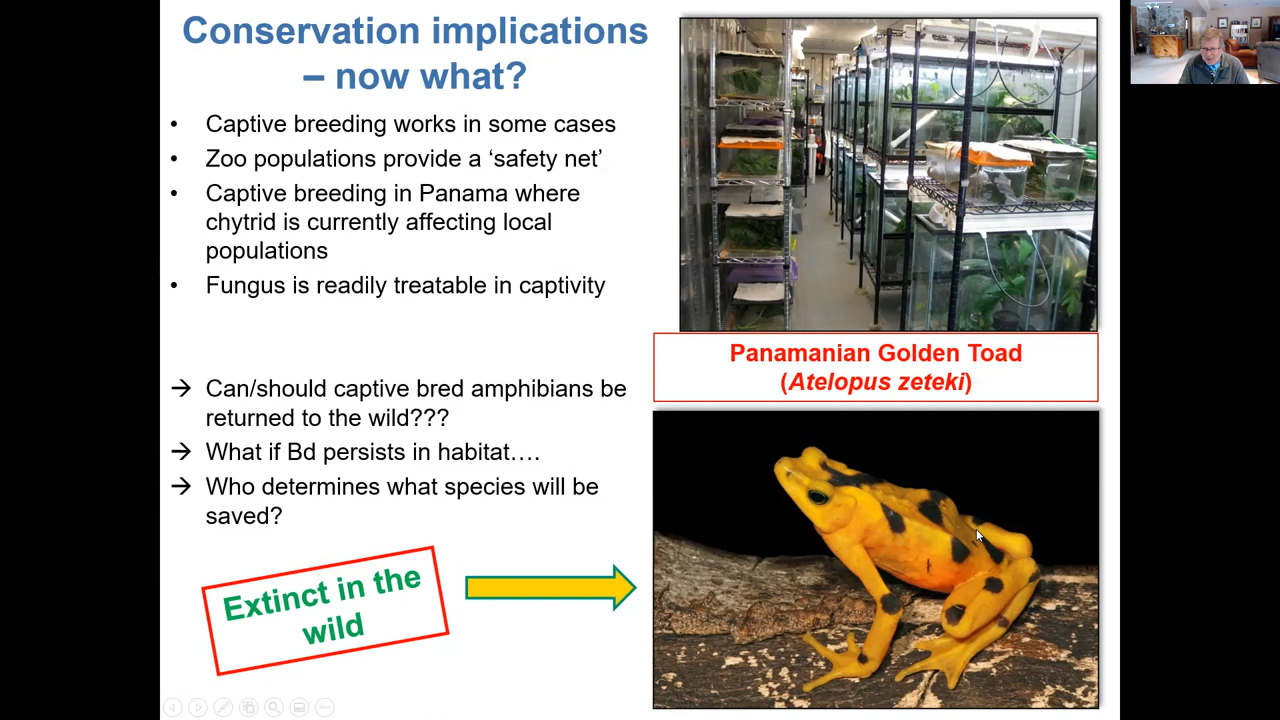 Conservation implications
– now what?
• Captive breeding works in some cases
• Zoo populations provide a ‘safety net’
• Captive breeding in Panama where
chytrid is currently affecting local
populations
• Fungus is readily treatable in captivity
→ Can/should captive bred amphibians be
returned to the wild???
→ What if Bd persists in habitat….
→ Who determines what species will be
saved?
Extinct in the
wild
Panamanian Golden Toad
(Atelopus zeteki)